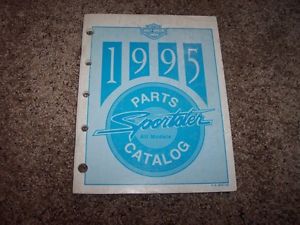 1995
PARTS
Sportster
All Models
CATALOG